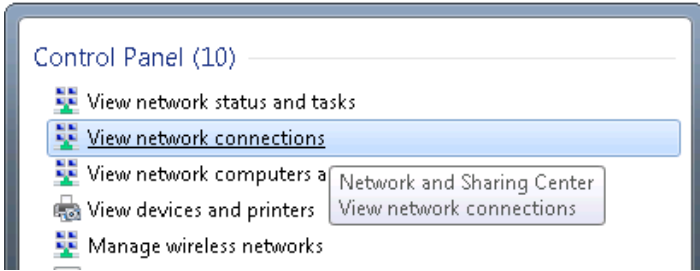 Control Panel (10)
View network status and tasks
View network connections
View network computers a
Network and Sharing Center
View network connections
View devices and printers
Manage wireless networks